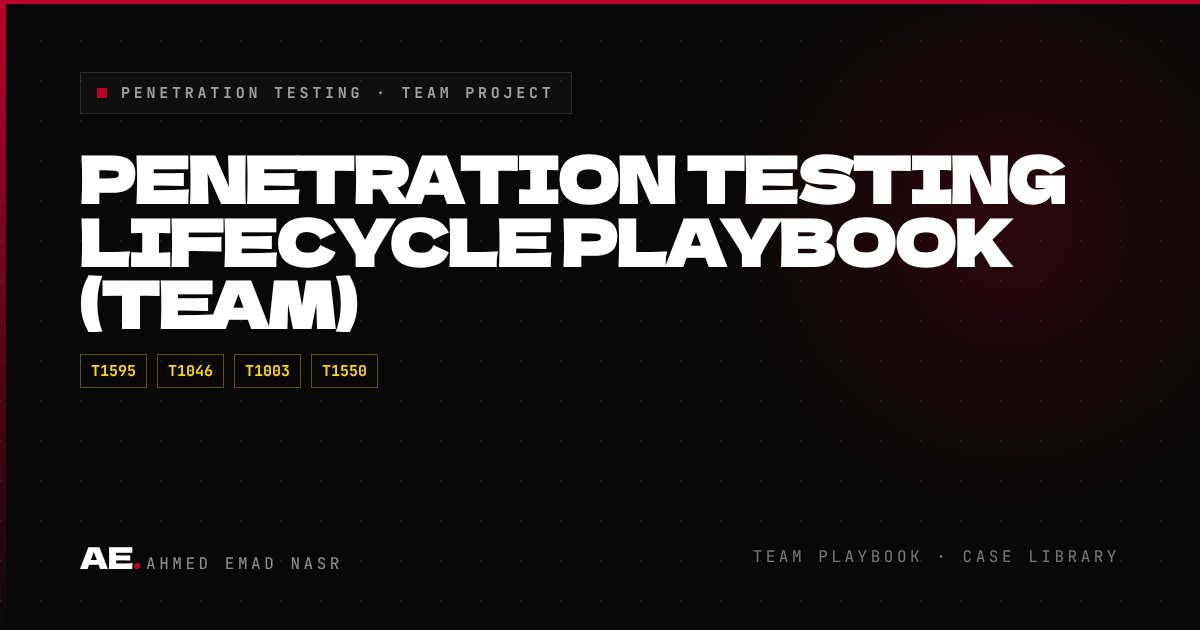 PENETRATION TESTING · TEAM PROJECT
PENETRATION TESTING
LIFECYCLE PLAYBOOK
(TEAM)
T1595 T1046 T1003 T1550
AE. AHMED EMAD NASR
TEAM PLAYBOOK · CASE LIBRARY